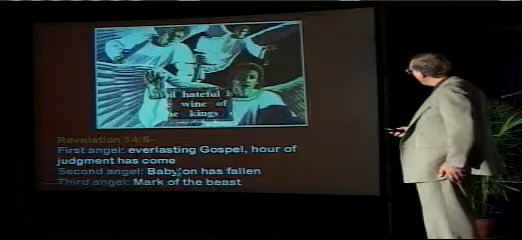 hateful
e wine of
he kings
Revelation 14:6-
First angel: everlasting Gospel, hour of
judgment has come
Second angel: Babylon has fallen
Third angel: Mark of the beast